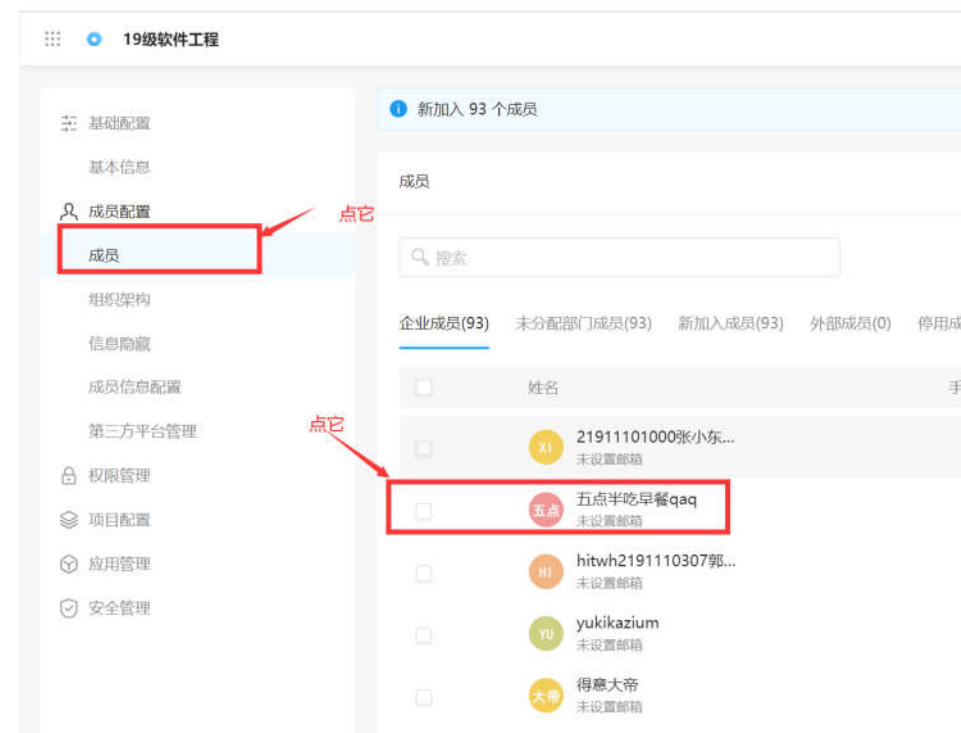 19级软件工程
基础配置
基本信息
成员配置
点它
成员
组织架构
信息隐藏
成员信息配置
第三方平台管理
权限管理
项目配置
应用管理
安全管理
新加入 93 个成员
成员
搜索
企业成员(93) 未分配部门成员(93) 新加入成员(93) 外部成员(0) 停用成
姓名 手
点它
XI 21911101000张小东...
未设置邮箱
五点 五点半吃早餐qaq
未设置邮箱
HI hitwh2191110307郭...
未设置邮箱
YU yukikazium
未设置邮箱
大帝 得意大帝
未设置邮箱